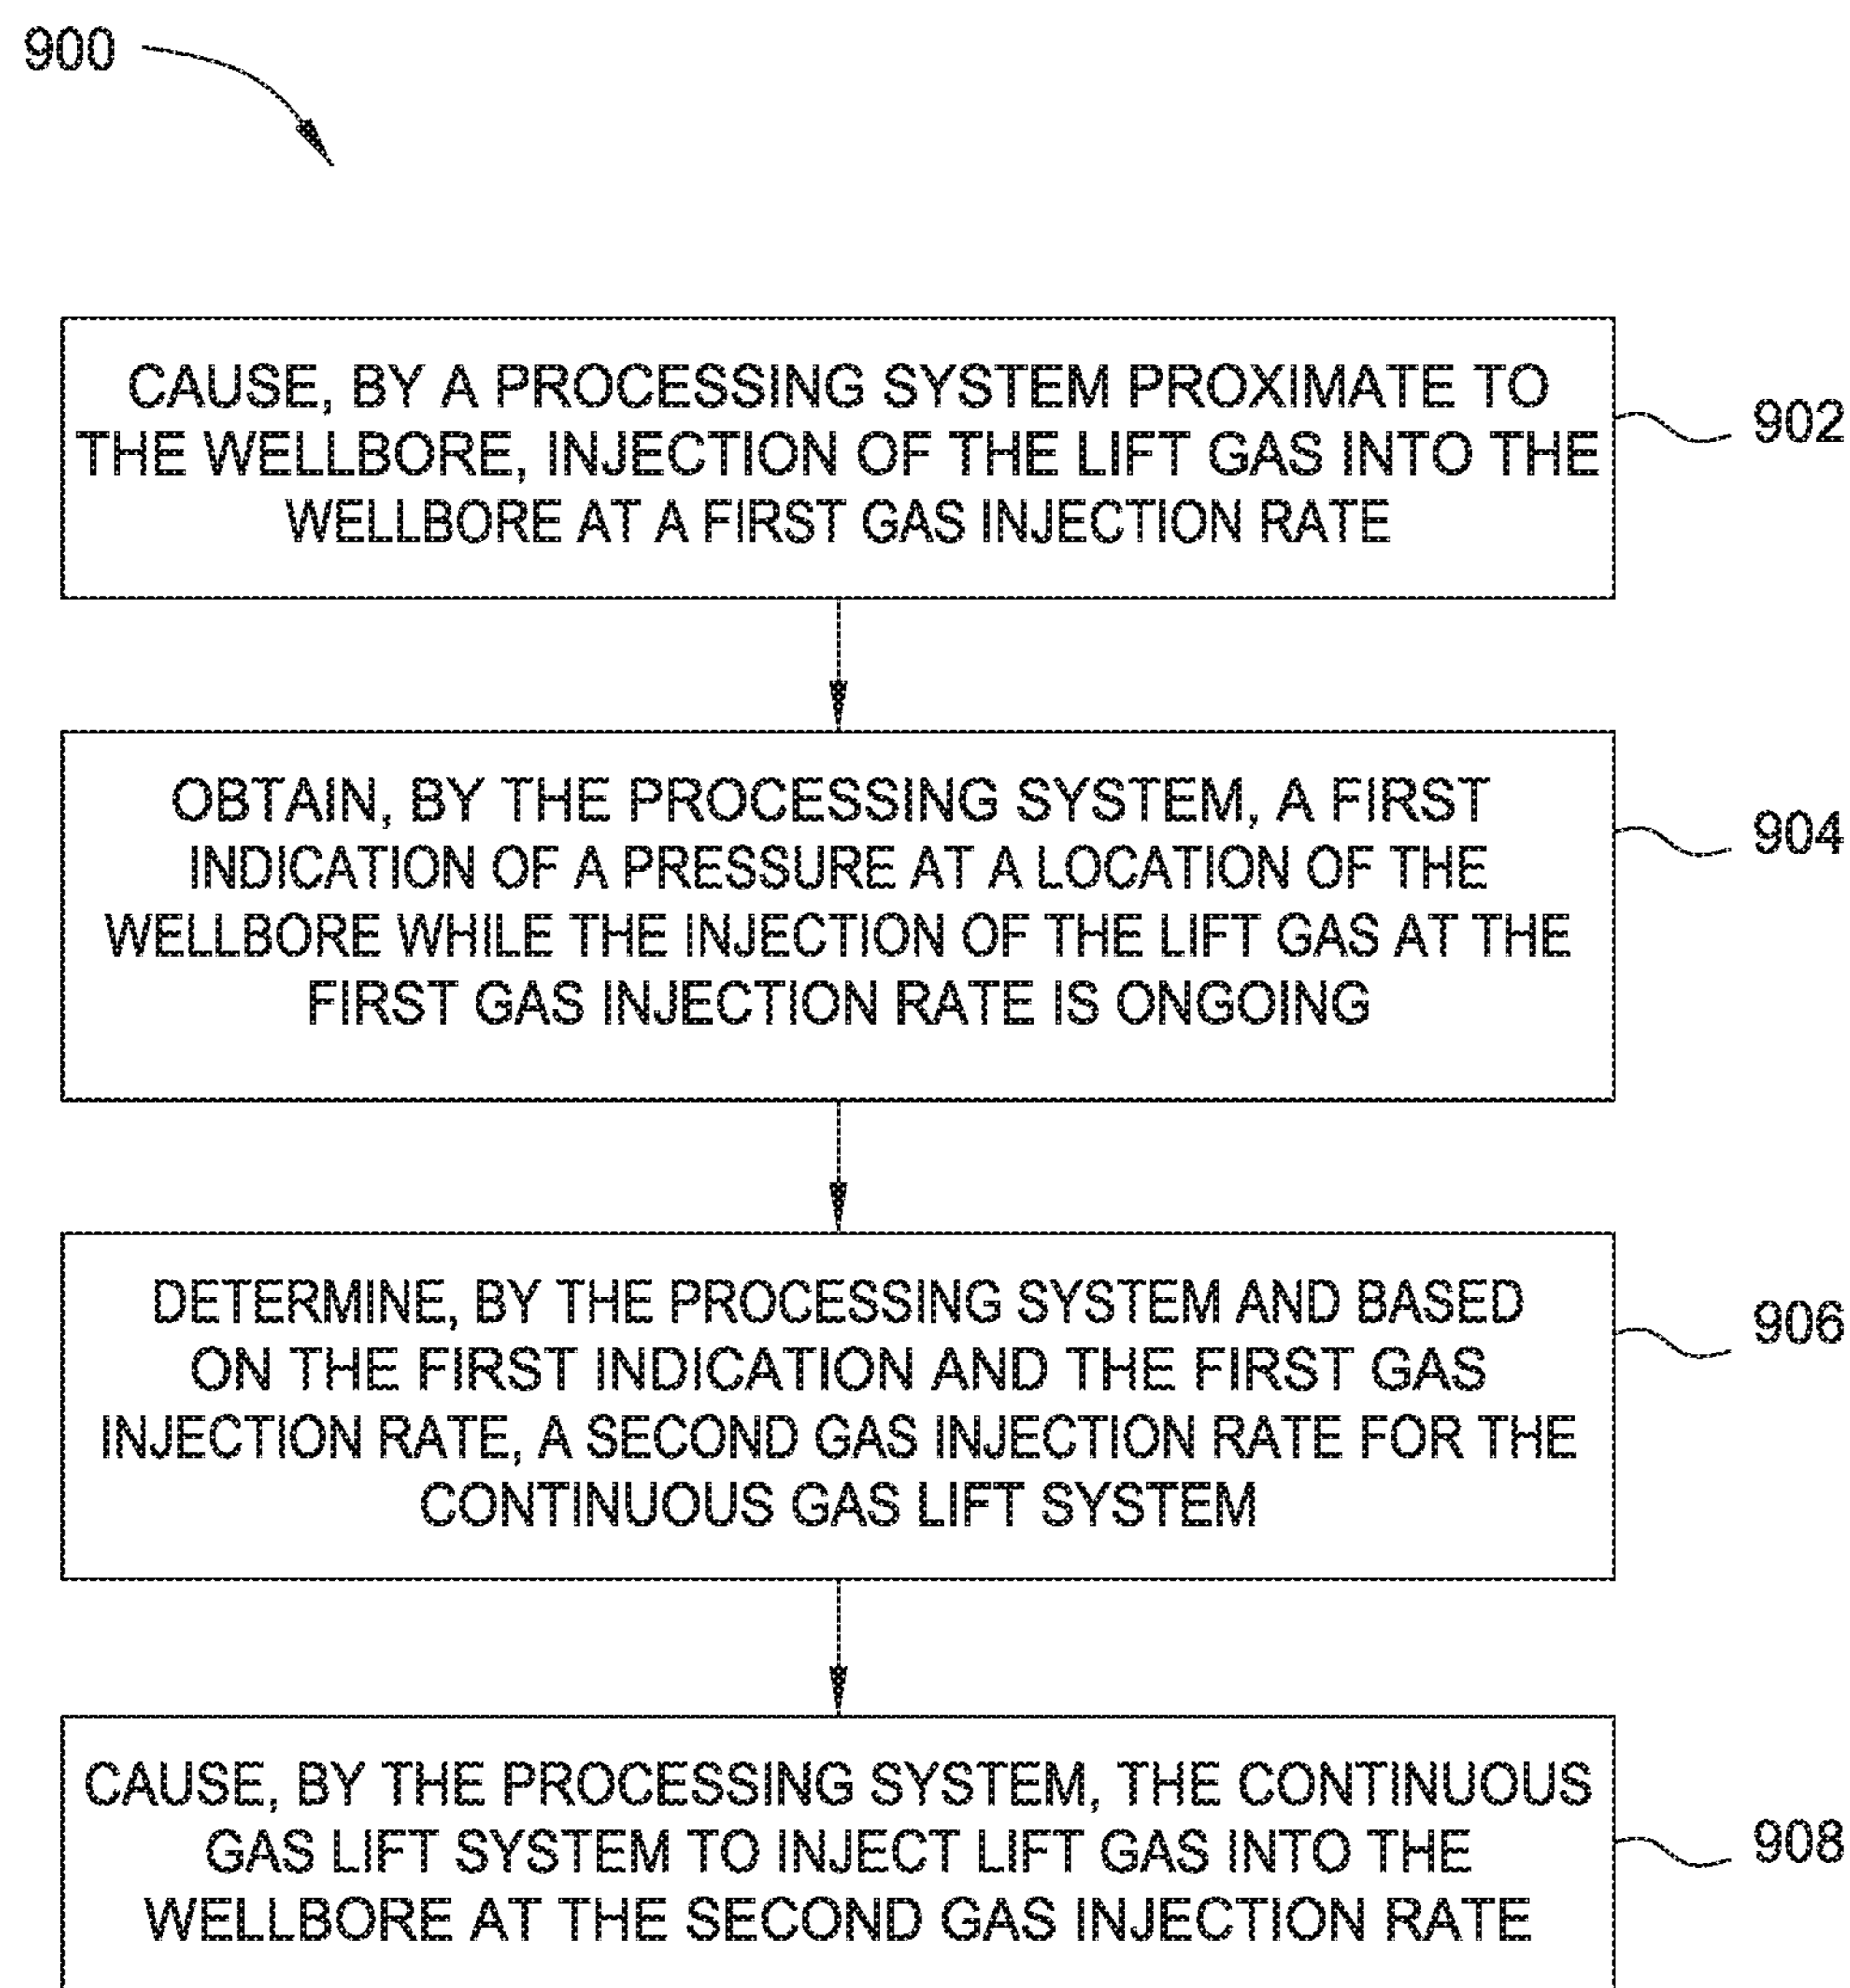 900
CAUSE, BY A PROCESSING SYSTEM PROXIMATE TO
THE WELLBORE, INJECTION OF THE LIFT GAS INTO THE
WELLBORE AT A FIRST GAS INJECTION RATE
902
OBTAIN, BY THE PROCESSING SYSTEM, A FIRST
INDICATION OF A PRESSURE AT A LOCATION OF THE
WELLBORE WHILE THE INJECTION OF THE LIFT GAS AT THE
FIRST GAS INJECTION RATE IS ONGOING
904
DETERMINE, BY THE PROCESSING SYSTEM AND BASED
ON THE FIRST INDICATION AND THE FIRST GAS
INJECTION RATE, A SECOND GAS INJECTION RATE FOR THE
CONTINUOUS GAS LIFT SYSTEM
906
CAUSE, BY THE PROCESSING SYSTEM, THE CONTINUOUS
GAS LIFT SYSTEM TO INJECT LIFT GAS INTO THE
WELLBORE AT THE SECOND GAS INJECTION RATE
908